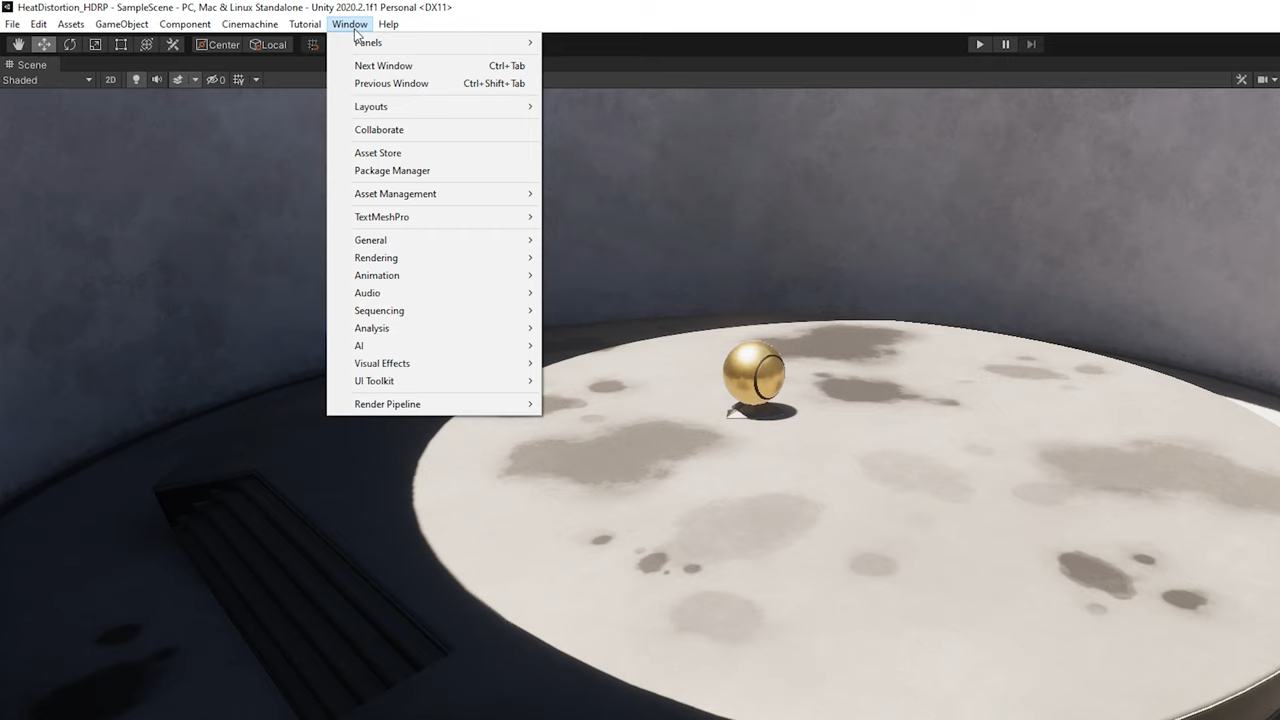 HeatDistortion_HDRP - SampleScene - PC, Mac & Linux Standalone - Unity 2020.2.1f1 Personal <DX11>
File Edit Assets GameObject Component Cinemachine Tutorial Window Help
Center Local
Scene
Shaded 2D 0
Panels
Next Window Ctrl+Tab
Previous Window Ctrl+Shift+Tab
Layouts
Collaborate
Asset Store
Package Manager
Asset Management
TextMeshPro
General
Rendering
Animation
Audio
Sequencing
Analysis
AI
Visual Effects
UI Toolkit
Render Pipeline